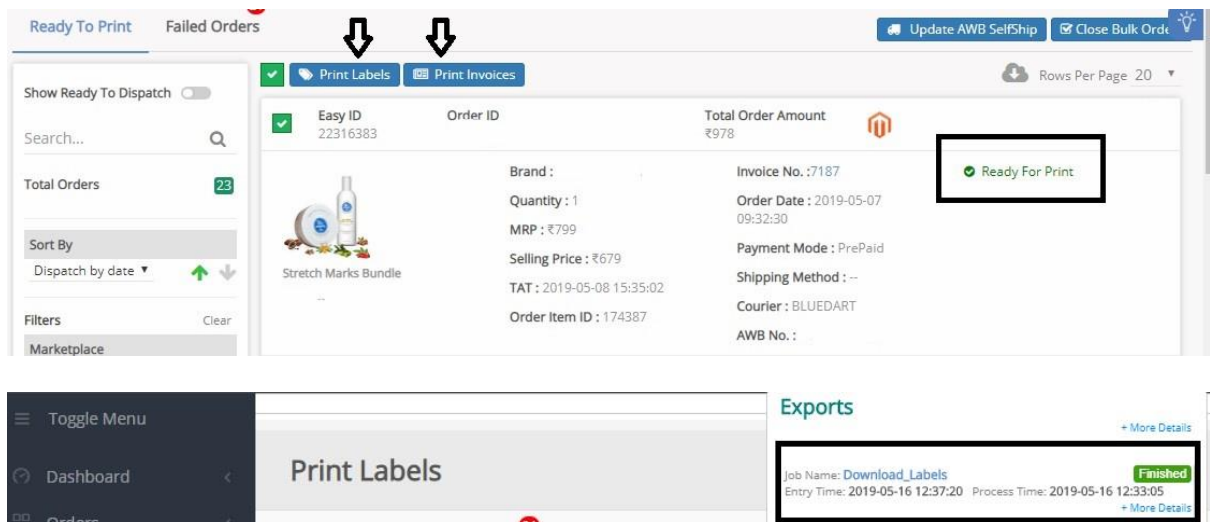 Ready To Print Failed Orders
Update AWB SelfShip Close Bulk Orde
Print Labels Print Invoices Rows Per Page 20
Show Ready To Dispatch
Search...
Total Orders 23
Sort By
Dispatch by date
Filters Clear
Marketplace
Easy ID Order ID Total Order Amount
22316383 ₹978
Stretch Marks Bundle
--
Brand :
Quantity : 1
MRP : ₹799
Selling Price : ₹679
TAT : 2019-05-08 15:35:02
Order Item ID : 174387
Invoice No. :7187
Order Date : 2019-05-07
09:32:30
Payment Mode : PrePaid
Shipping Method : --
Courier : BLUEDART
AWB No. :
Ready For Print
Toggle Menu
Dashboard
Orders
Print Labels
Exports
+ More Details
Job Name: Download_Labels Finished
Entry Time: 2019-05-16 12:37:20 Process Time: 2019-05-16 12:33:05
+ More Details